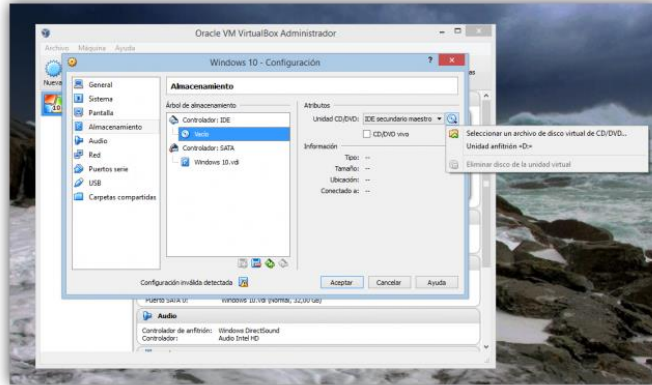 Oracle VM VirtualBox Administrador
Archivo Máquina Ayuda
Windows 10 - Configuración
Nueva
General
Sistema
Pantalla
Almacenamiento
Audio
Red
Puertos serie
USB
Carpetas compartidas
Almacenamiento
Árbol de almacenamiento
Controlador: IDE
Vacío
Controlador: SATA
Windows 10.vdi
Atributos
Unidad CD/DVD: IDE secundario maestro
CD/DVD vivo
Información
Tipo: --
Tamaño: --
Ubicación: --
Conectado a: --
Seleccionar un archivo de disco virtual de CD/DVD...
Unidad anfitrión «D:»
Eliminar disco de la unidad virtual
Configuración inválida detectada
Aceptar
Cancelar
Ayuda
Puerto SATA 0: Windows 10.vdi (Normal, 32,00 GB)
Audio
Controlador de anfitrión: Windows DirectSound
Controlador: Audio Intel HD